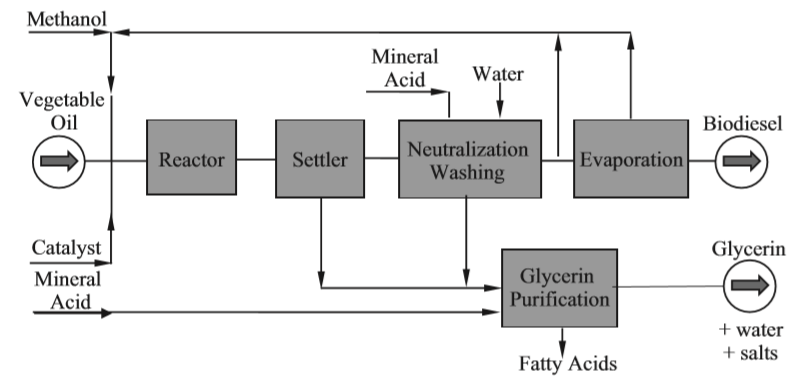 Methanol
Mineral
Acid
Water
Vegetable
Oil
Biodiesel
Reactor
Settler
Neutralization
Washing
Evaporation
Catalyst
Mineral
Acid
Glycerin
Purification
Glycerin
+ water
+ salts
Fatty Acids